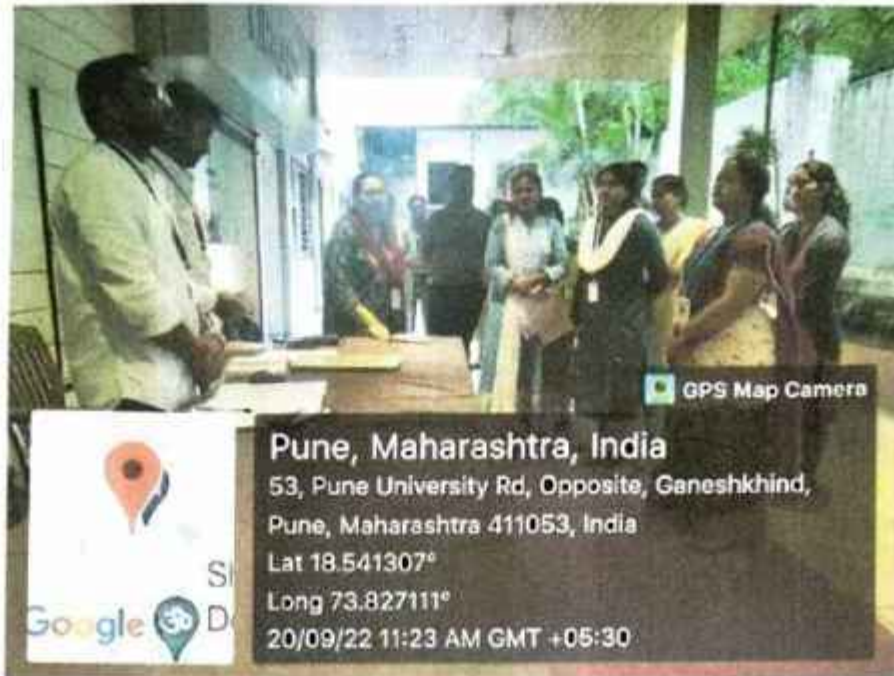 GPS Map Camera
Pune, Maharashtra, India
53, Pune University Rd, Opposite, Ganeshkhind,
Pune, Maharashtra 411053, India
Lat 18.541307°
Long 73.827111°
20/09/22 11:23 AM GMT +05:30
Google